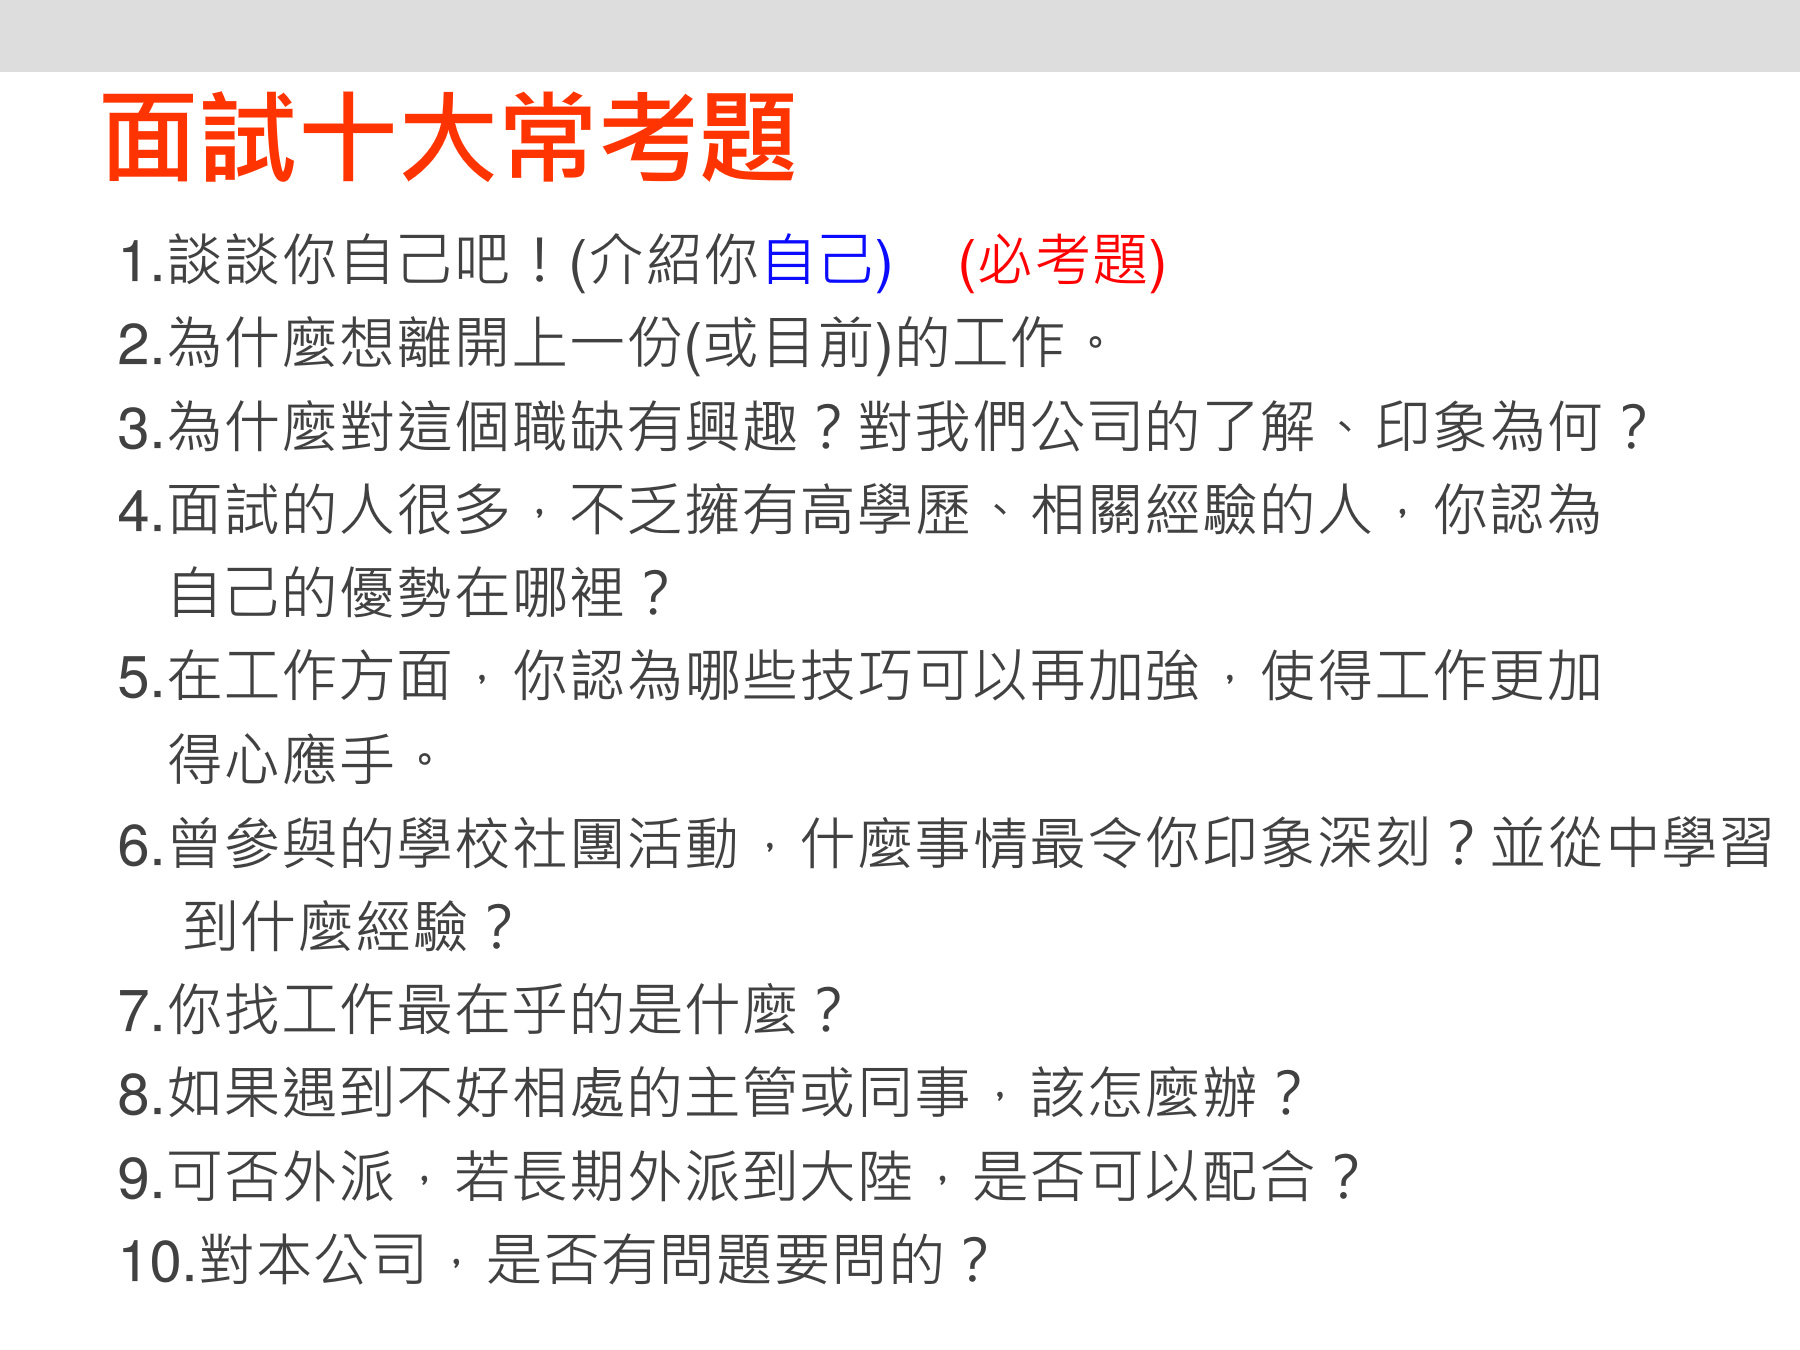 面試十大常考題
1.談談你自己吧！(介紹你自己) (必考題)
2.為什麼想離開上一份(或目前)的工作。
3.為什麼對這個職缺有興趣？對我們公司的了解、印象為何？
4.面試的人很多，不乏擁有高學歷、相關經驗的人，你認為
自己的優勢在哪裡？
5.在工作方面，你認為哪些技巧可以再加強，使得工作更加
得心應手。
6.曾參與的學校社團活動，什麼事情最令你印象深刻？並從中學習
到什麼經驗？
7.你找工作最在乎的是什麼？
8.如果遇到不好相處的主管或同事，該怎麼辦？
9.可否外派，若長期外派到大陸，是否可以配合？
10.對本公司，是否有問題要問的？